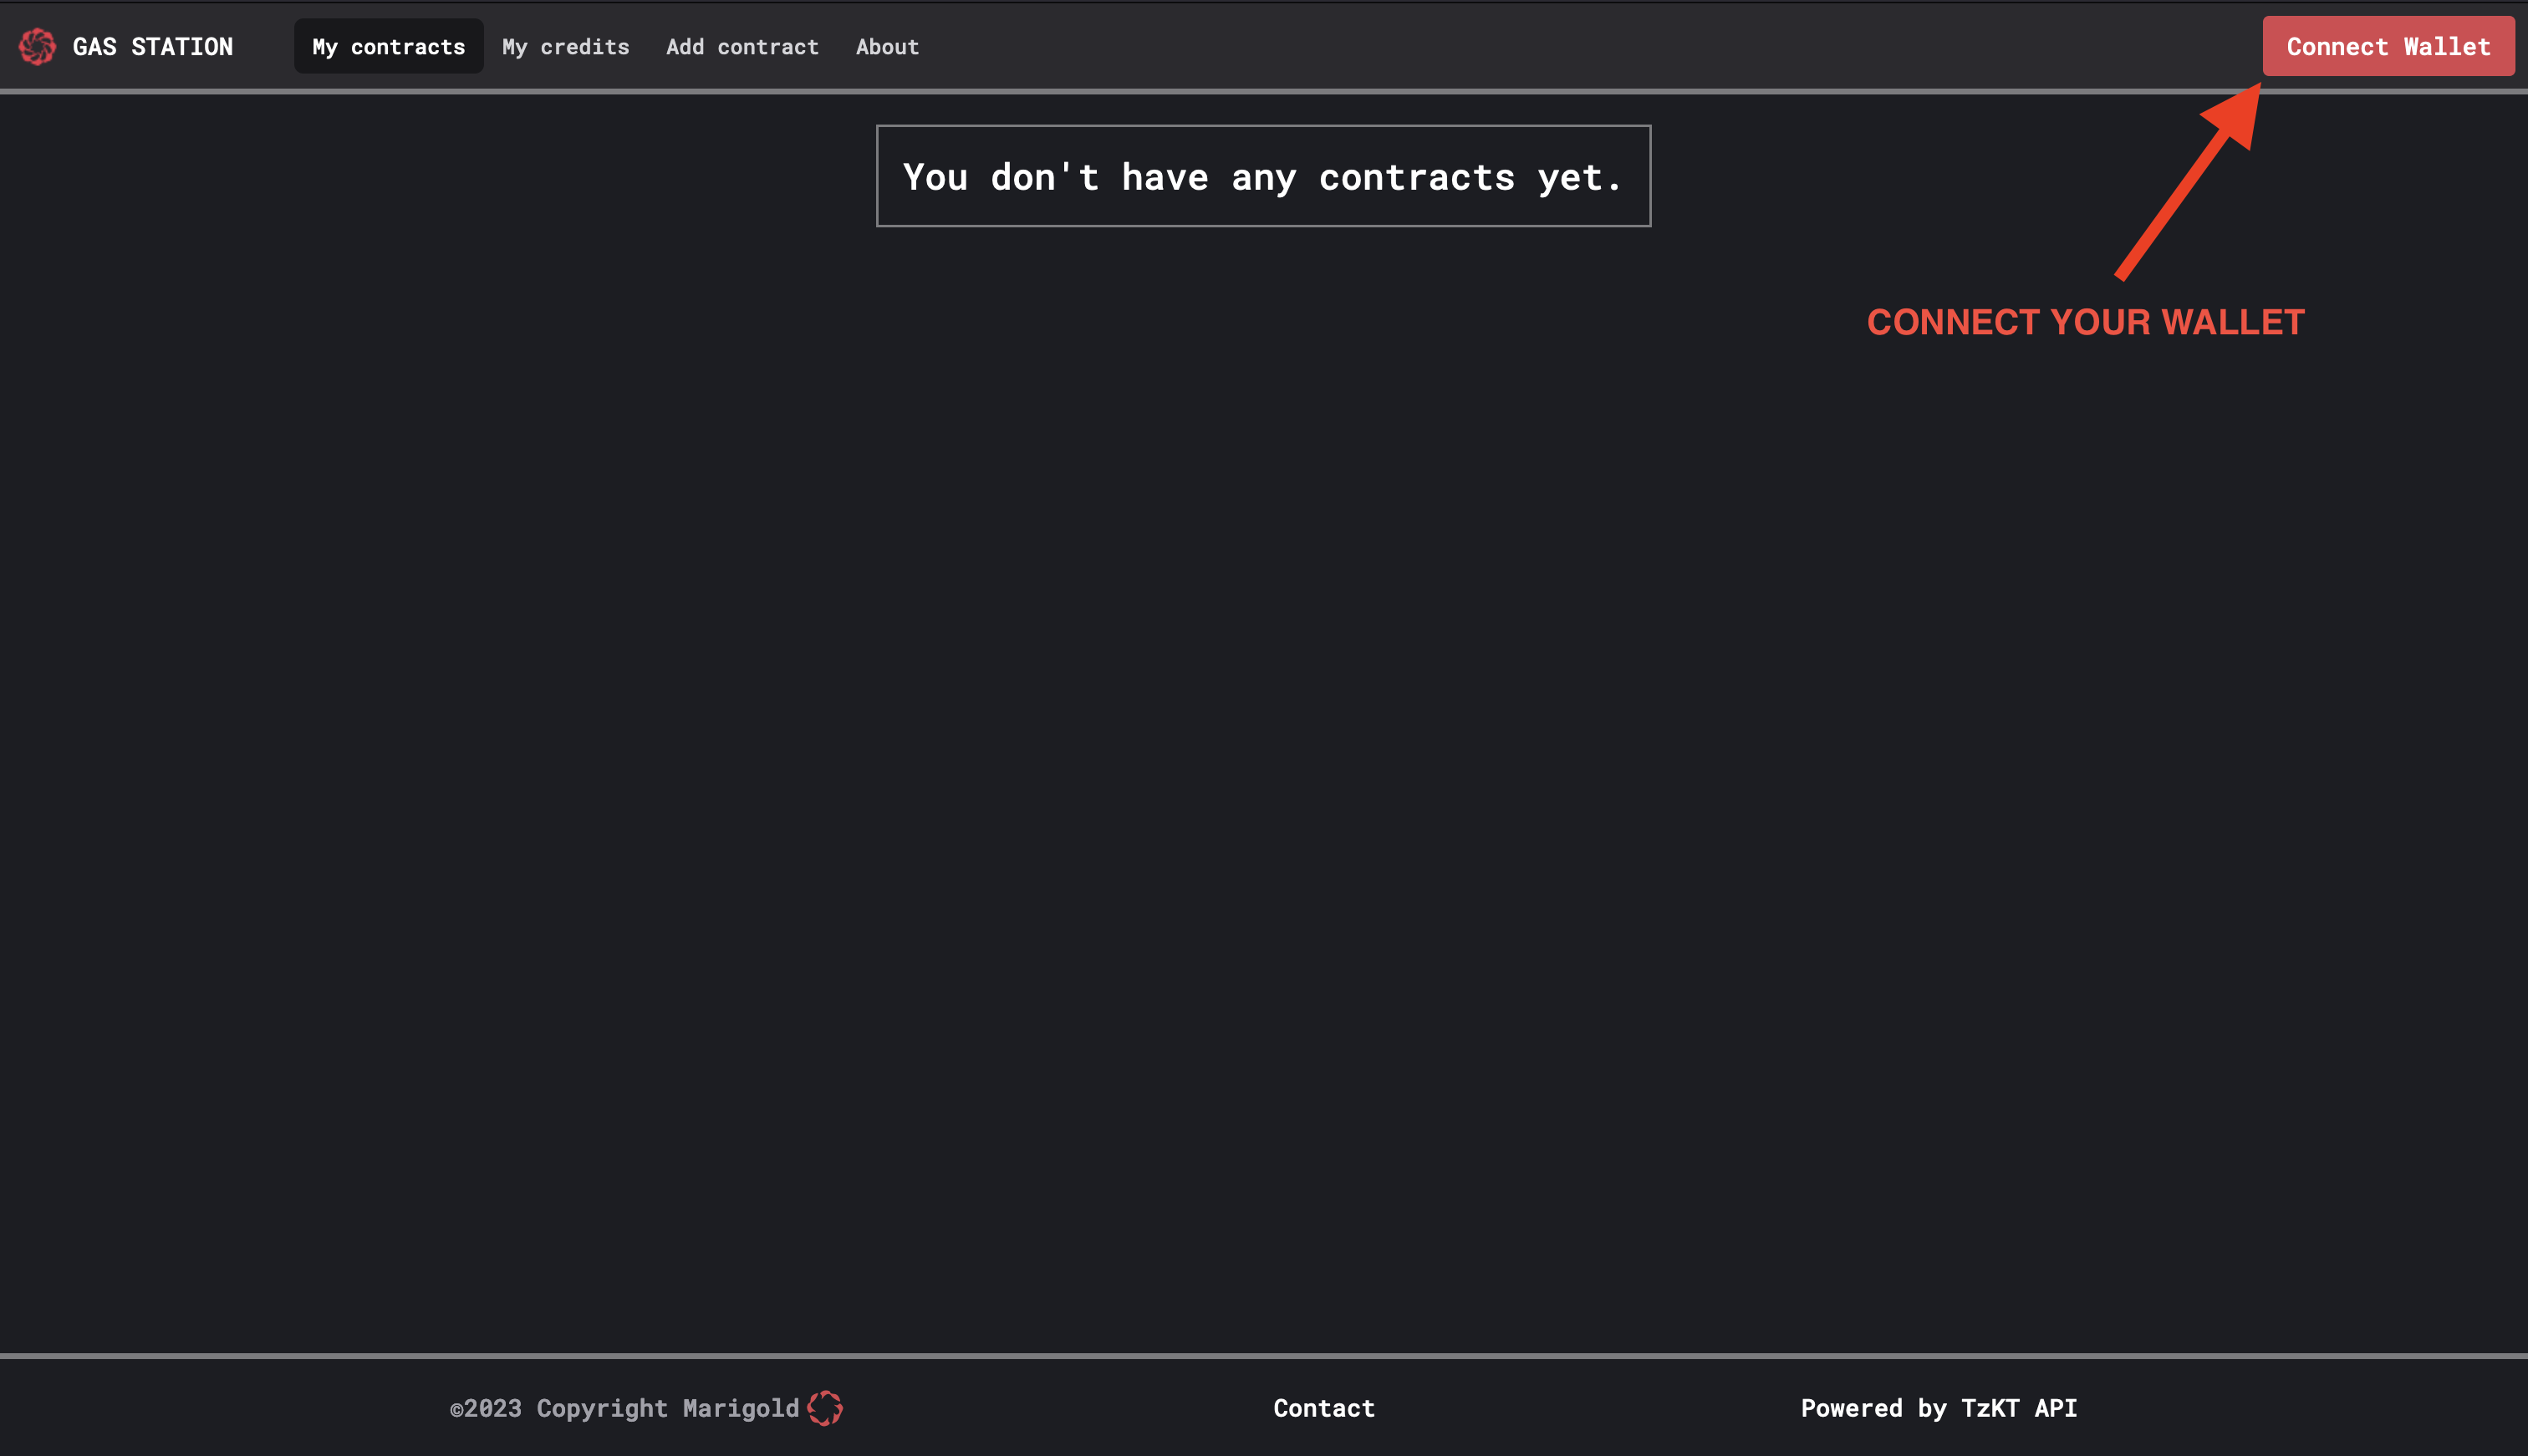 GAS STATION
My contracts
My credits
Add contract
About
Connect Wallet
You don't have any contracts yet.
CONNECT YOUR WALLET
©2023 Copyright Marigold
Contact
Powered by TzKT API